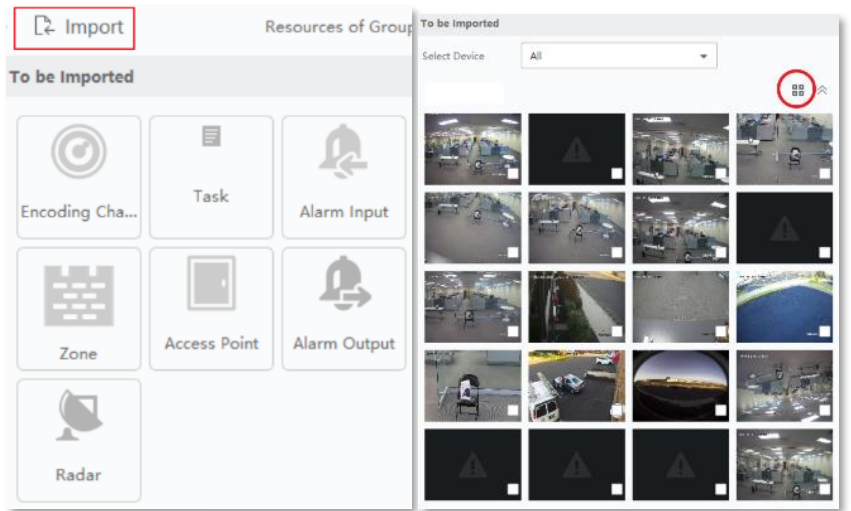 Import
Resources of Group
To be Imported
Encoding Cha...
Task
Alarm Input
Zone
Access Point
Alarm Output
Radar
To be Imported
Select Device
All